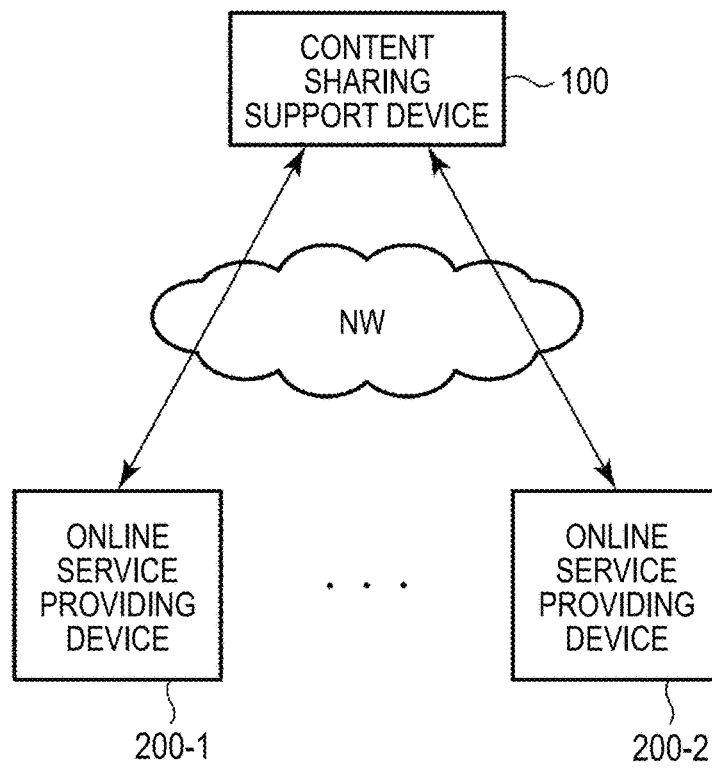 CONTENT
SHARING
SUPPORT DEVICE
100
NW
ONLINE
SERVICE
PROVIDING
DEVICE
. . .
ONLINE
SERVICE
PROVIDING
DEVICE
200-1
200-2